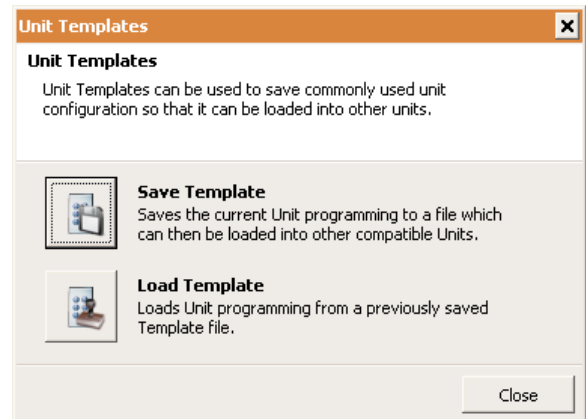 Unit Templates
Unit Templates
Unit Templates can be used to save commonly used unit
configuration so that it can be loaded into other units.
Save Template
Saves the current Unit programming to a file which
can then be loaded into other compatible Units.
Load Template
Loads Unit programming from a previously saved
Template file.
Close